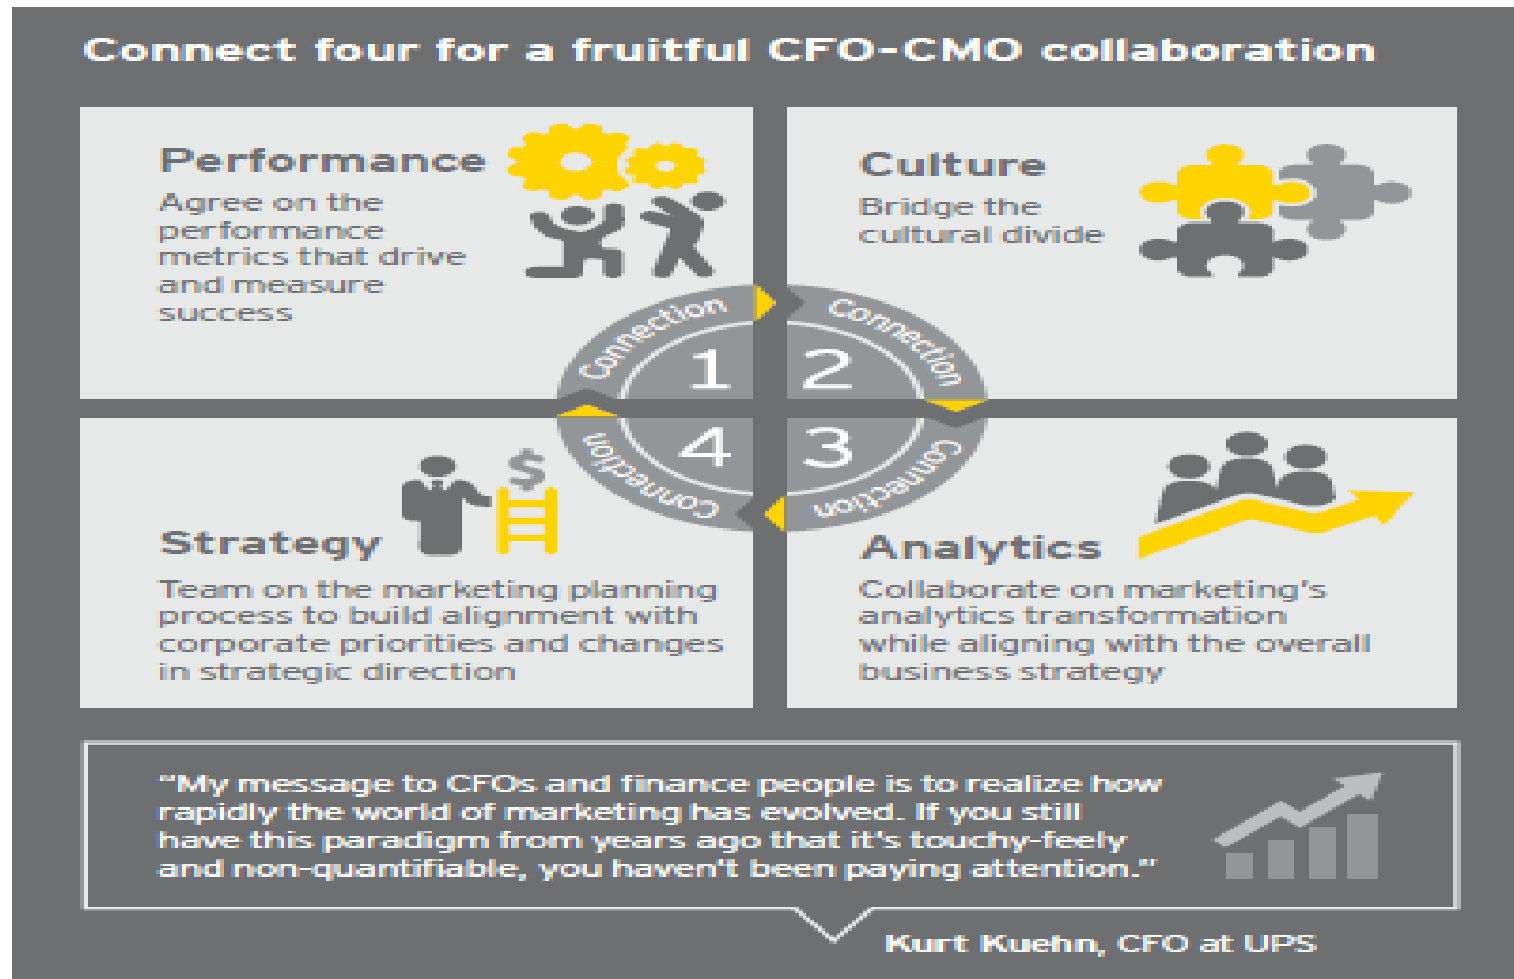 Connect four for a fruitful CFO-CMO collaboration
Performance
Agree on the
performance
metrics that drive
and measure
success
Connection
1
Culture
Bridge the
cultural divide
Connection
2
Analytics
Collaborate on marketing's
analytics transformation
while aligning with the overall
business strategy
Connection
3
$
Strategy
Team on the marketing planning
process to build alignment with
corporate priorities and changes
in strategic direction
Connection
4
“My message to CFOs and finance people is to realize how
rapidly the world of marketing has evolved. If you still
have this paradigm from years ago that it's touchy-feely
and non-quantifiable, you haven't been paying attention.”
Kurt Kuehn, CFO at UPS